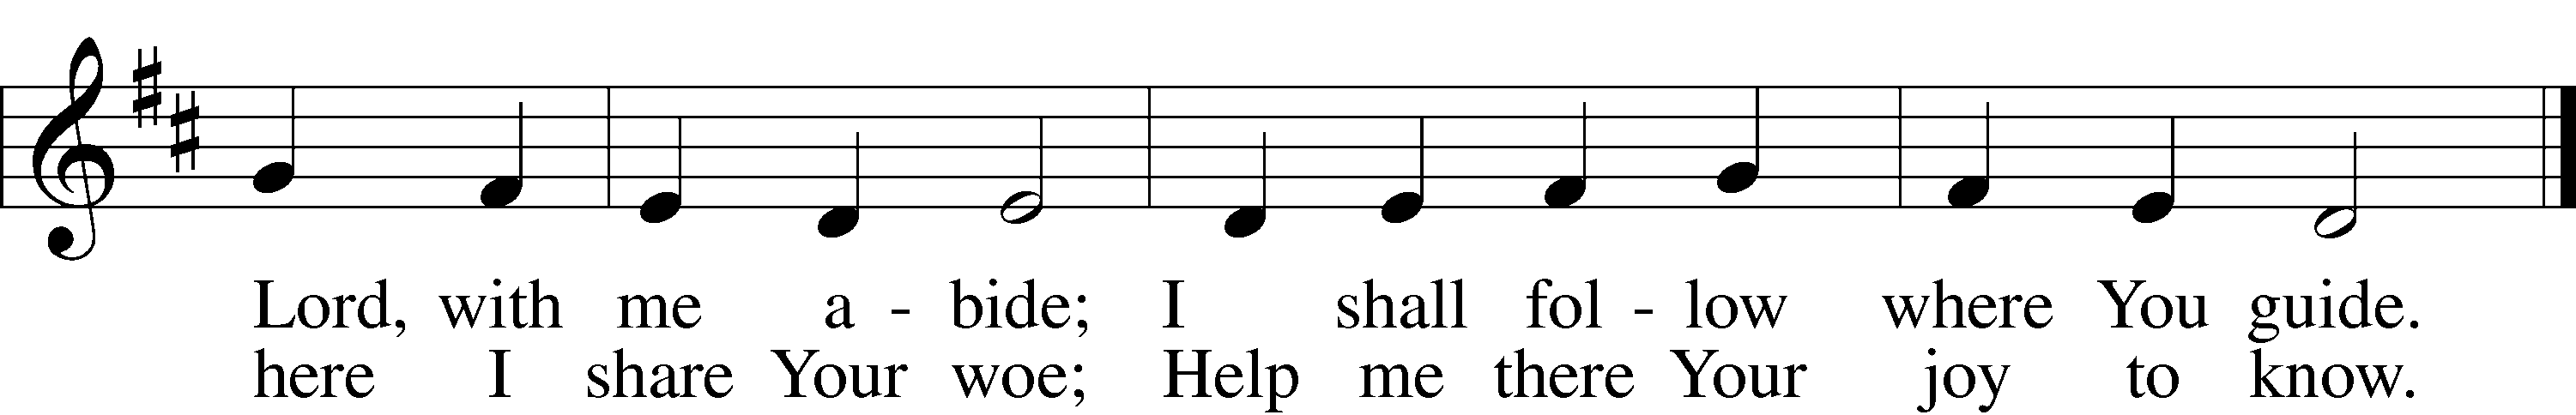 Lord, with me a - bide; I shall fol - low where You guide.
here I share Your woe; Help me there Your joy to know.